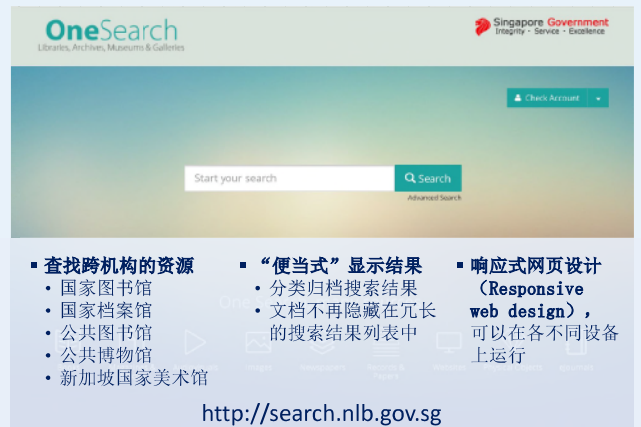 OneSearch
Libraries, Archives, Museums & Galleries
Singapore Government
Integrity · Service · Excellence
Check Account
Start your search
Search
Advanced Search
▪ 查找跨机构的资源
• 国家图书馆
• 国家档案馆
• 公共图书馆
• 公共博物馆
• 新加坡国家美术馆
▪ “便当式”显示结果
• 分类归档搜索结果
• 文档不再隐藏在冗长
的搜索结果列表中
▪ 响应式网页设计
（Responsive
web design），
可以在各不同设备
上运行
http://search.nlb.gov.sg